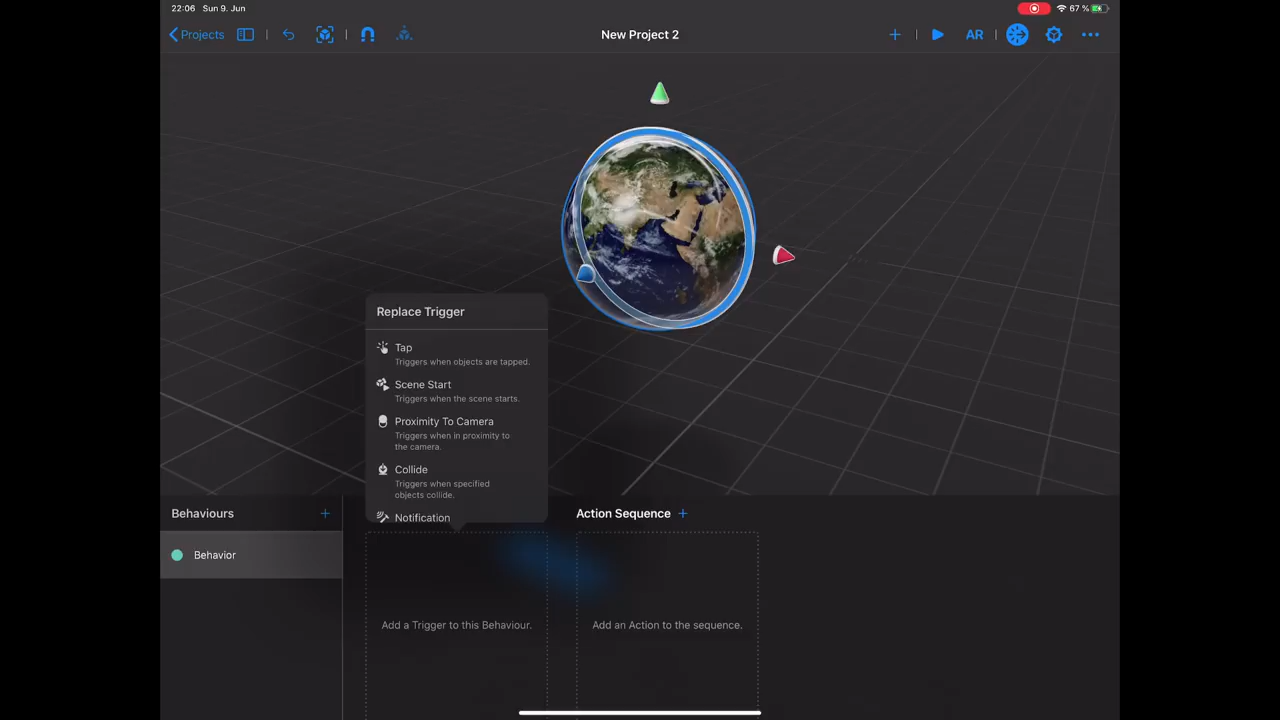 22:06 Sun 9. Jun
67 %
Projects
New Project 2
AR
Replace Trigger
Tap
Triggers when objects are tapped.
Scene Start
Triggers when the scene starts.
Proximity To Camera
Triggers when in proximity to
the camera.
Collide
Triggers when specified
objects collide.
Notification
Behaviours
Action Sequence
Behavior
Add a Trigger to this Behaviour.
Add an Action to the sequence.